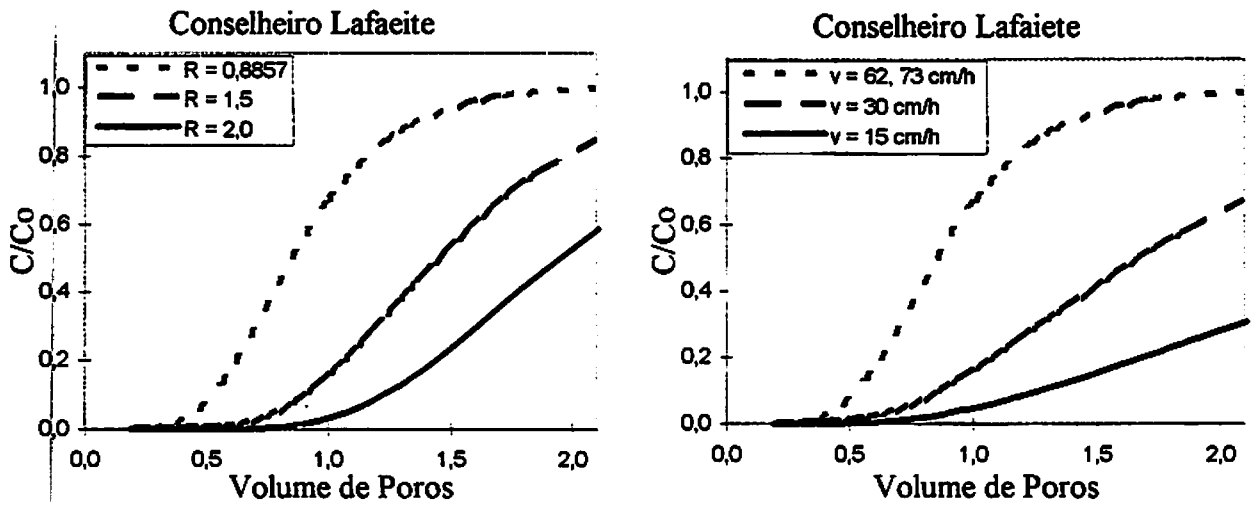 Conselheiro Lafaeite
R = 0,8857
R = 1,5
R = 2,0
1,0
0,8
0,6
0,4
0,2
0,0
C/Co
0,0 0,5 1,0 1,5 2,0
Volume de Poros
Conselheiro Lafaiete
v = 62, 73 cm/h
v = 30 cm/h
v = 15 cm/h
1,0
0,8
0,6
0,4
0,2
0,0
C/Co
0,0 0,5 1,0 1,5 2,0
Volume de Poros